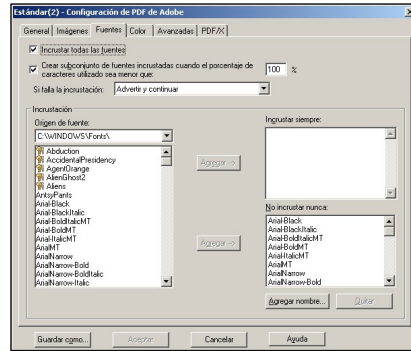 Estándar(2) - Configuración de PDF de Adobe
General Imágenes Fuentes Color Avanzadas PDF/X
Incrustar todas las fuentes
Crear subconjunto de fuentes incrustadas cuando el porcentaje de
caracteres utilizado sea menor que: 100 %
Si falla la incrustación: Advertir y continuar
Incrustación
Origen de fuente:
C:\WINDOWS\Fonts\
Abduction
AccidentalPresidency
AgentOrange
AlienGhost2
Aliens
AntsyPants
Arial-Black
Arial-BlackItalic
Arial-BoldItalicMT
Arial-BoldMT
Arial-ItalicMT
ArialMT
ArialNarrow
ArialNarrow-Bold
ArialNarrow-BoldItalic
ArialNarrow-Italic
Agregar -->
Agregar -->
Incrustar siempre:
No incrustar nunca:
Arial-Black
Arial-BlackItalic
Arial-BoldItalicMT
Arial-BoldMT
Arial-ItalicMT
ArialMT
ArialNarrow
ArialNarrow-Bold
Agregar nombre... Quitar
Guardar como... Aceptar Cancelar Ayuda